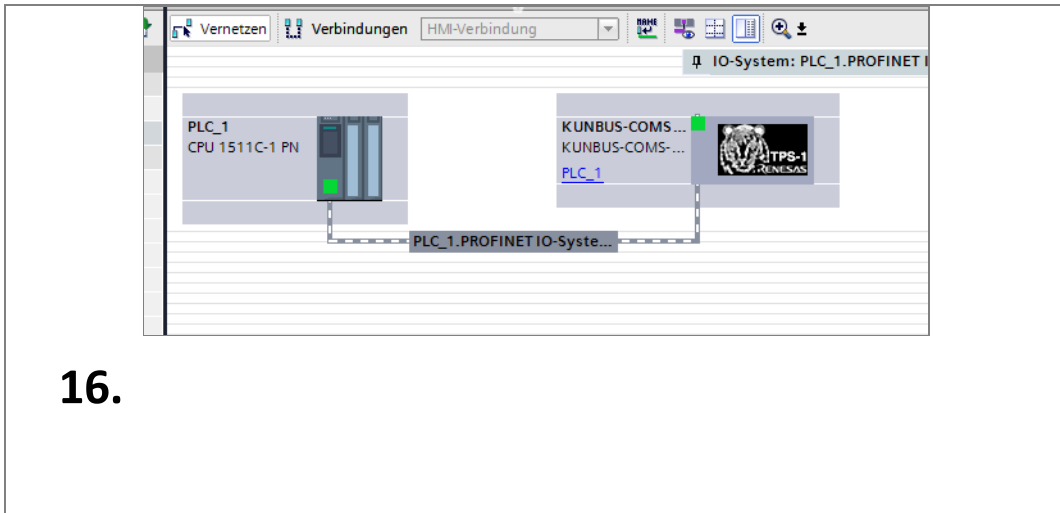 Vernetzen Verbindungen HMI-Verbindung
IO-System: PLC_1.PROFINET I
PLC_1
CPU 1511C-1 PN
KUNBUS-COMS...
KUNBUS-COMS-...
PLC_1
TPS-1
RENESAS
PLC_1.PROFINET IO-Syste...
16.